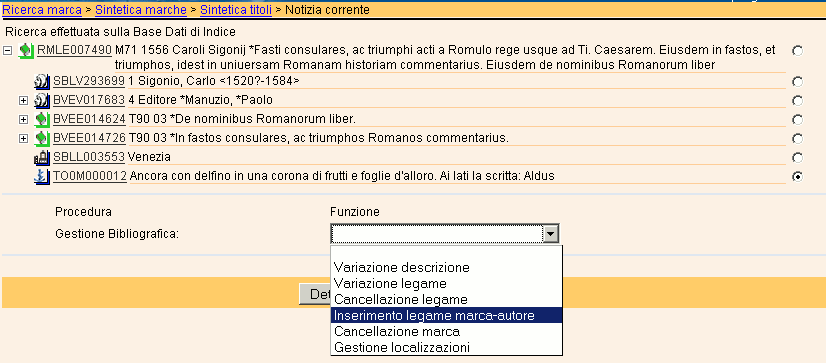 Ricerca marca > Sintetica marche > Sintetica titoli > Notizia corrente
Ricerca effettuata sulla Base Dati di Indice
RMLE007490 M71 1556 Caroli Sigonij *Fasti consulares, ac triumphi acti a Romulo rege usque ad Ti. Caesarem. Eiusdem in fastos, et
triumphos, idest in uniuersam Romanam historiam commentarius. Eiusdem de nominibus Romanorum liber
SBLV293699 1 Sigonio, Carlo <1520?-1584>
BVEV017683 4 Editore *Manuzio, *Paolo
BVEE014624 T90 03 *De nominibus Romanorum liber.
BVEE014726 T90 03 *In fastos consulares, ac triumphos Romanos commentarius.
SBLL003553 Venezia
TO0M000012 Ancora con delfino in una corona di frutti e foglie d'alloro. Ai lati la scritta: Aldus
Procedura Funzione
Gestione Bibliografica:
Variazione descrizione
Variazione legame
Det
Cancellazione legame
Inserimento legame marca-autore
Cancellazione marca
Gestione localizzazioni